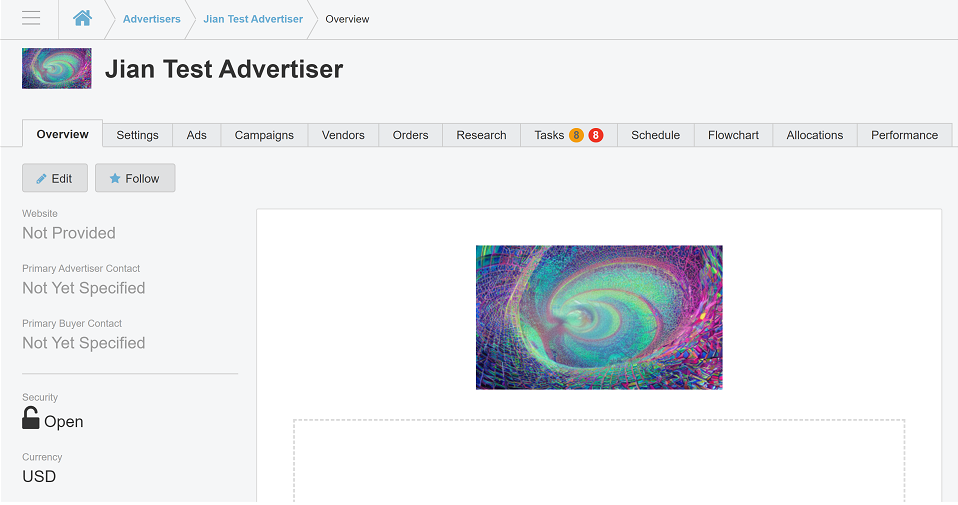 Advertisers Jian Test Advertiser Overview
Jian Test Advertiser
Overview Settings Ads Campaigns Vendors Orders Research Tasks 8 8 Schedule Flowchart Allocations Performance
Edit Follow
Website
Not Provided
Primary Advertiser Contact
Not Yet Specified
Primary Buyer Contact
Not Yet Specified
Security
Open
Currency
USD